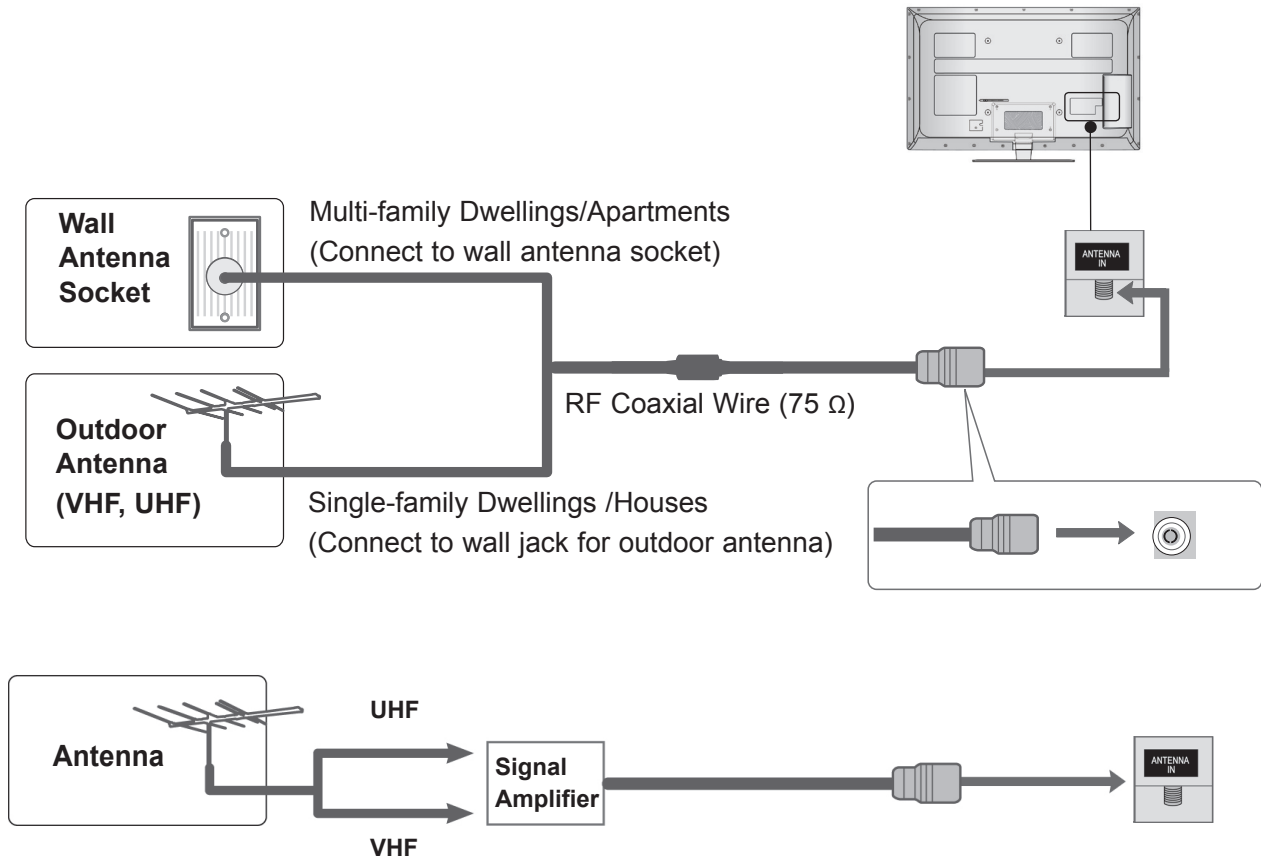 Wall
Antenna
Socket
Multi-family Dwellings/Apartments
(Connect to wall antenna socket)
ANTENNA
IN
RF Coaxial Wire (75 Ω)
Outdoor
Antenna
(VHF, UHF)
Single-family Dwellings /Houses
(Connect to wall jack for outdoor antenna)
Antenna
UHF
VHF
Signal
Amplifier
ANTENNA
IN